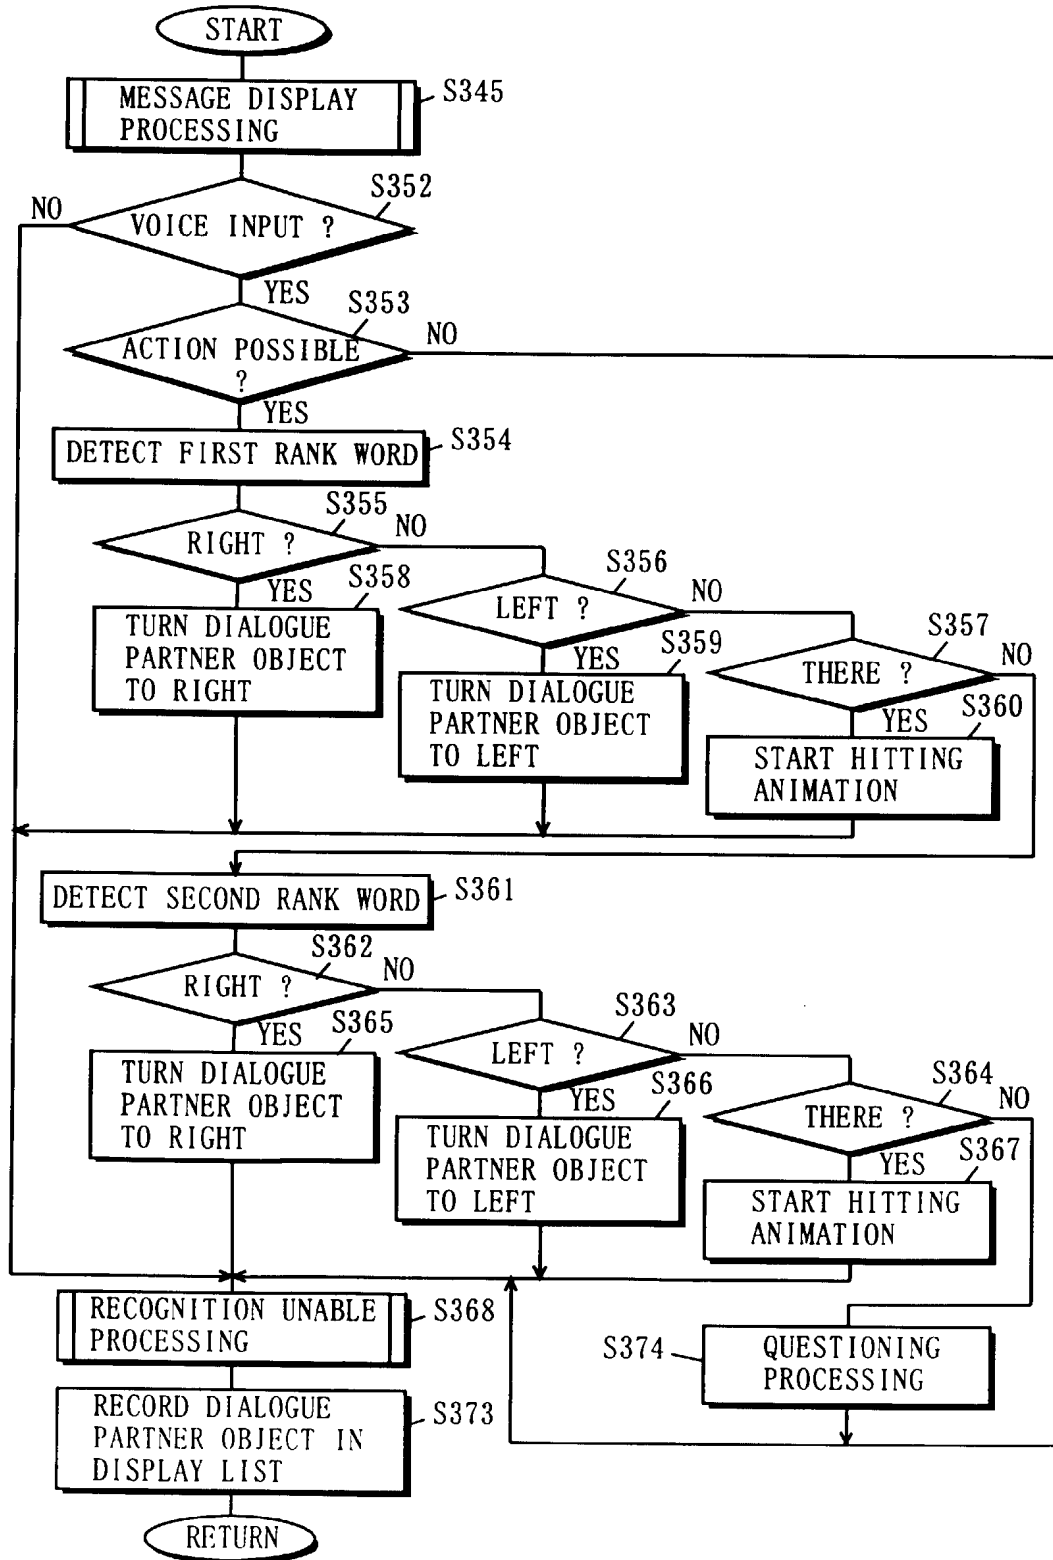 START
MESSAGE DISPLAY
PROCESSING
S345
S352
NO
VOICE INPUT ?
YES
S353
NO
ACTION POSSIBLE
?
YES
DETECT FIRST RANK WORD
S354
S355
NO
RIGHT ?
YES
S358
S356
NO
LEFT ?
TURN DIALOGUE
PARTNER OBJECT
TO RIGHT
YES
S359
S357
NO
THERE ?
TURN DIALOGUE
PARTNER OBJECT
TO LEFT
YES
S360
START HITTING
ANIMATION
DETECT SECOND RANK WORD
S361
S362
NO
RIGHT ?
YES
S365
S363
NO
LEFT ?
TURN DIALOGUE
PARTNER OBJECT
TO RIGHT
YES
S366
S364
NO
THERE ?
TURN DIALOGUE
PARTNER OBJECT
TO LEFT
YES
S367
START HITTING
ANIMATION
RECOGNITION UNABLE
PROCESSING
S368
S374
QUESTIONING
PROCESSING
RECORD DIALOGUE
PARTNER OBJECT IN
DISPLAY LIST
S373
RETURN